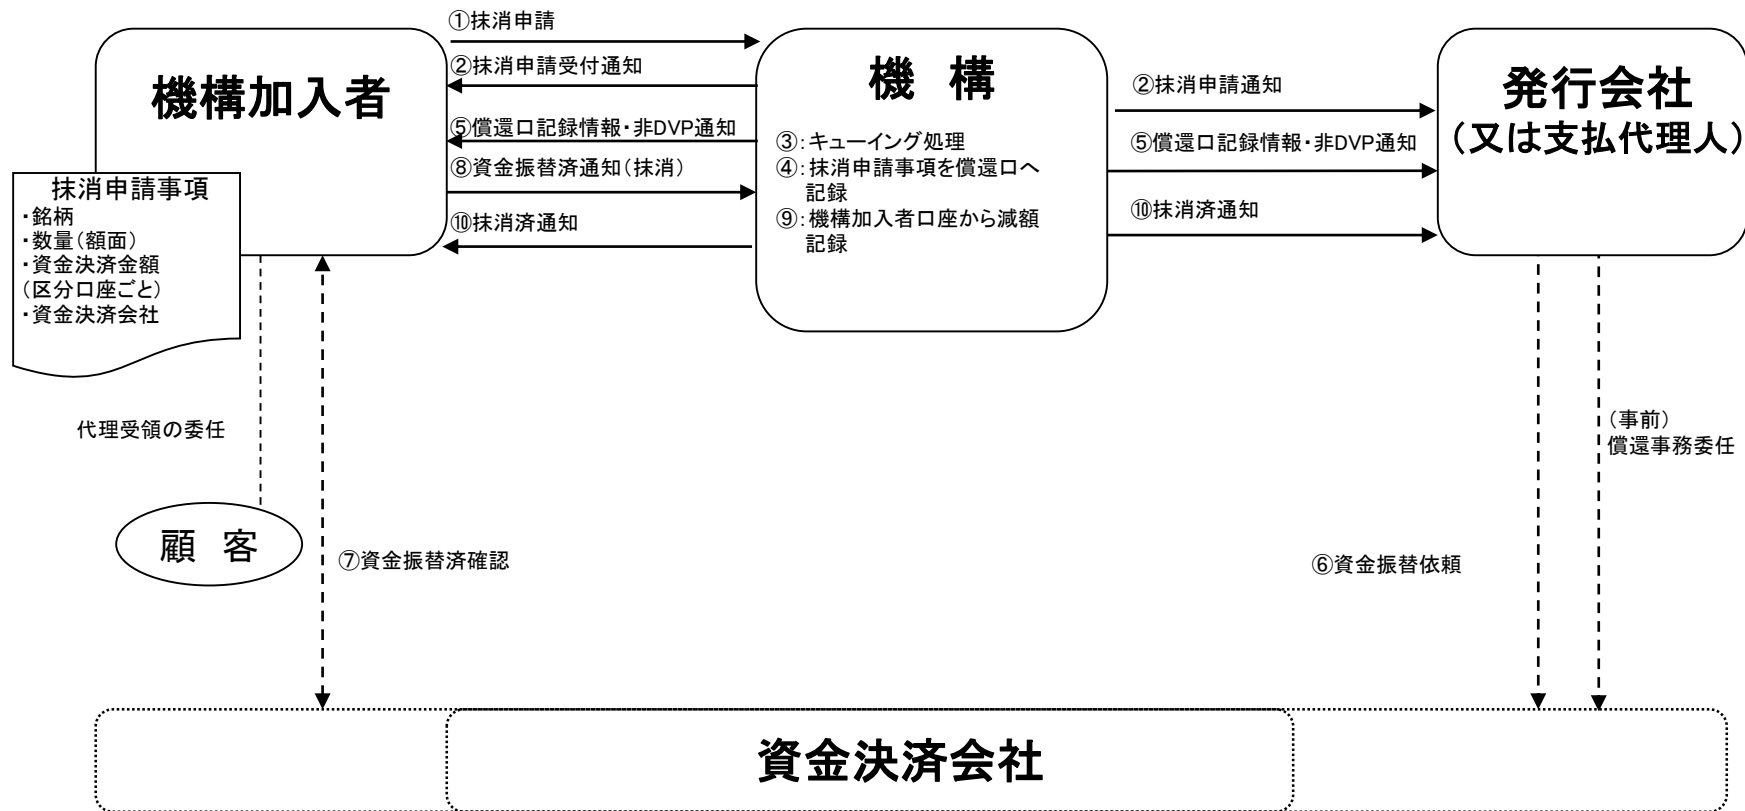 ①抹消申請
②抹消申請受付通知
⑤償還口記録情報・非DVP通知
⑧資金振替済通知(抹消)
⑩抹消済通知
機構加入者
抹消申請事項
・銘柄
・数量(額面)
・資金決済金額
(区分口座ごと)
・資金決済会社
機 構
③:キューイング処理
④:抹消申請事項を償還口へ
記録
⑨:機構加入者口座から減額
記録
②抹消申請通知
⑤償還口記録情報・非DVP通知
⑩抹消済通知
発行会社
(又は支払代理人)
代理受領の委任
顧 客
⑦資金振替済確認
⑥資金振替依頼
(事前)
償還事務委任
資金決済会社